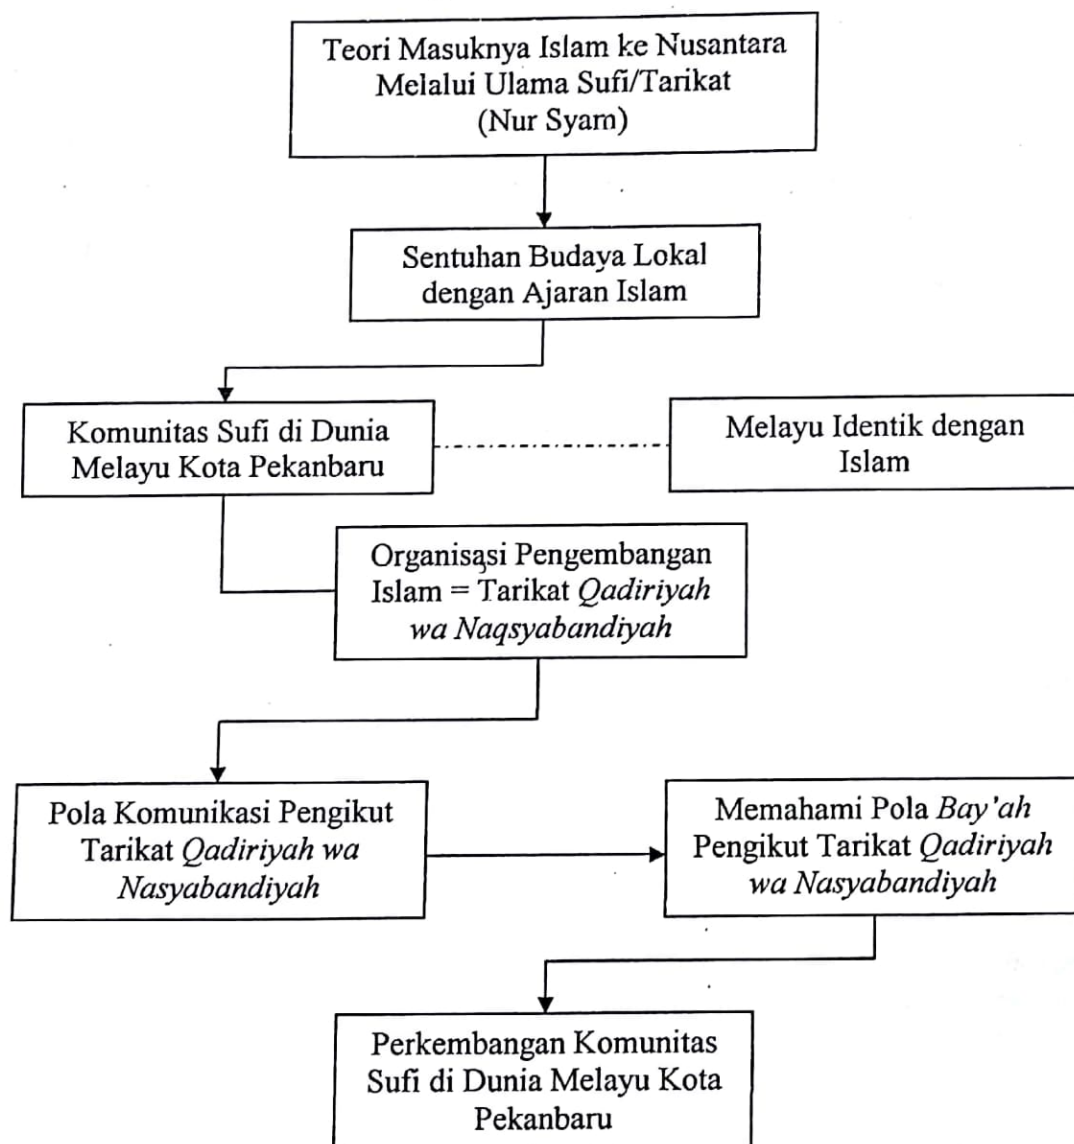 Teori Masuknya Islam ke Nusantara
Melalui Ulama Sufi/Tarikat
(Nur Syam)
Sentuhan Budaya Lokal
dengan Ajaran Islam
Komunitas Sufi di Dunia
Melayu Kota Pekanbaru
Melayu Identik dengan
Islam
Organisasi Pengembangan
Islam = Tarikat Qadiriyah
wa Naqsyabandiyah
Pola Komunikasi Pengikut
Tarikat Qadiriyah wa
Nasyabandiyah
Memahami Pola Bay'ah
Pengikut Tarikat Qadiriyah
wa Nasyabandiyah
Perkembangan Komunitas
Sufi di Dunia Melayu Kota
Pekanbaru